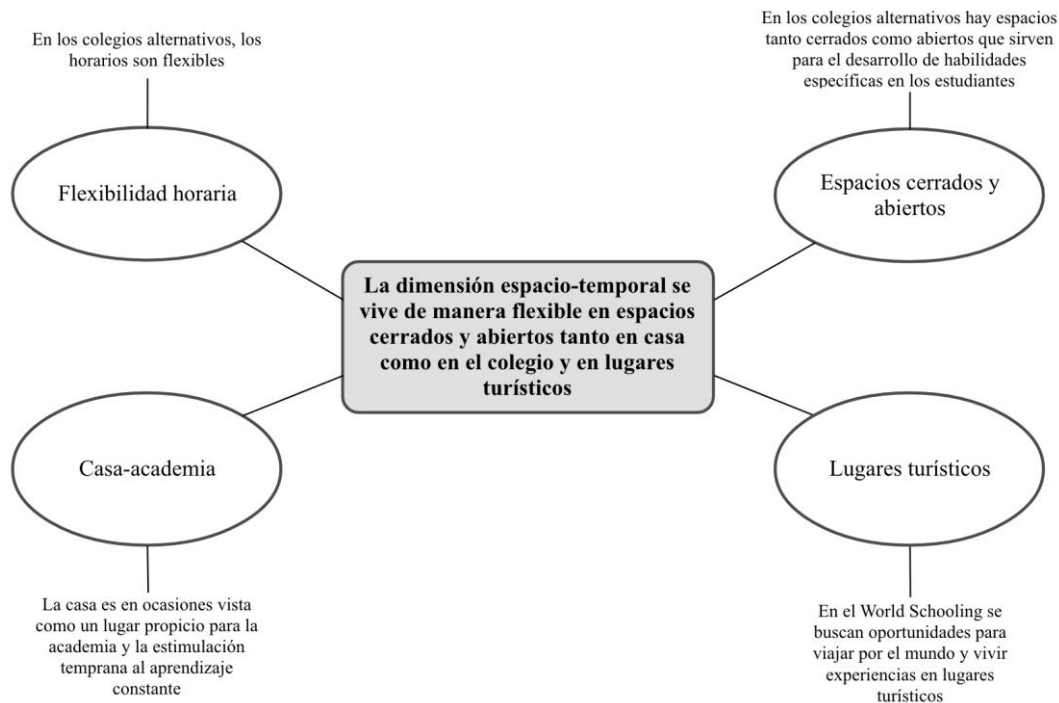 En los colegios alternativos, los
horarios son flexibles
En los colegios alternativos hay espacios
tanto cerrados como abiertos que sirven
para el desarrollo de habilidades
específicas en los estudiantes
Flexibilidad horaria
Espacios cerrados y
abiertos
La dimensión espacio-temporal se
vive de manera flexible en espacios
cerrados y abiertos tanto en casa
como en el colegio y en lugares
turísticos
Casa-academia
Lugares turísticos
La casa es en ocasiones vista
como un lugar propicio para la
academia y la estimulación
temprana al aprendizaje
constante
En el World Schooling se
buscan oportunidades para
viajar por el mundo y vivir
experiencias en lugares
turísticos